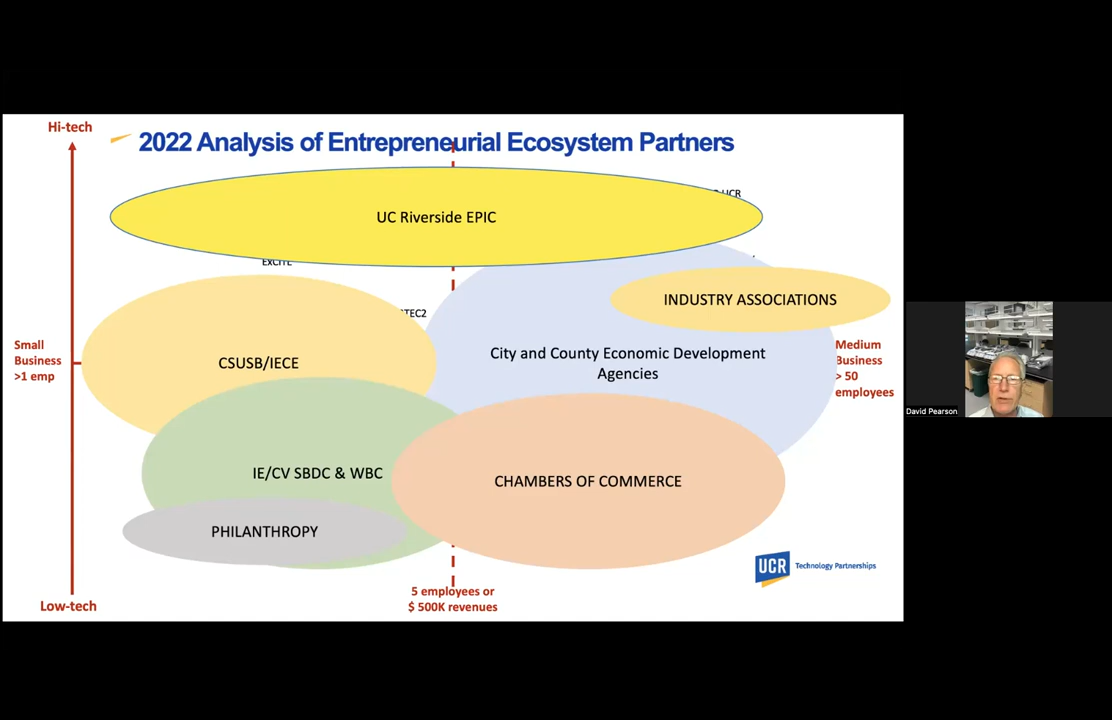 Hi-tech
2022 Analysis of Entrepreneurial Ecosystem Partners
UCR
UC Riverside EPIC
EXCITE
INDUSTRY ASSOCIATIONS
TEC2
Small
Business
>1 emp
CSUSB/IECE
City and County Economic Development
Agencies
Medium
Business
> 50
employees
David Pearson
IE/CV SBDC & WBC
CHAMBERS OF COMMERCE
PHILANTHROPY
UCR
Technology Partnerships
Low-tech
5 employees or
$ 500K revenues